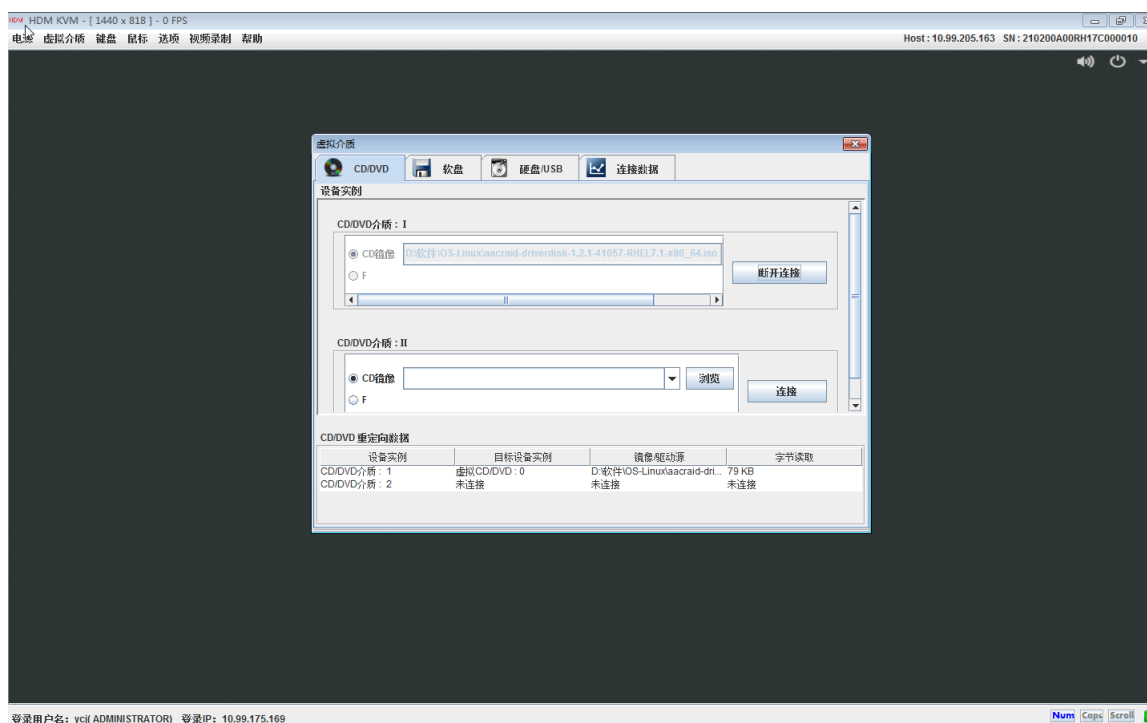 HDM HDM KVM - [ 1440 x 818 ] - 0 FPS
电源 虚拟介质 键盘 鼠标 选项 视频录制 帮助 Host : 10.99.205.163 SN : 210200A00RH17C000010
虚拟介质
CD/DVD 软盘 硬盘/USB 连接数据
设备实例
CD/DVD介质 : I
CD镜像 D:\软件\OS-Linux\aacraid-driverdisk-1.2.1-41057-RHEL7.1-x86_64.iso
断开连接
F
CD/DVD介质 : II
CD镜像 浏览
连接
F
CD/DVD 重定向数据
设备实例 目标设备实例 镜像/驱动源 字节读取
CD/DVD介质 : 1 虚拟CD/DVD : 0 D:\软件\OS-Linux\aacraid-dri... 79 KB
CD/DVD介质 : 2 未连接 未连接 未连接
登录用户名: ycj( ADMINISTRATOR) 登录IP: 10.99.175.169 Num Caps Scroll